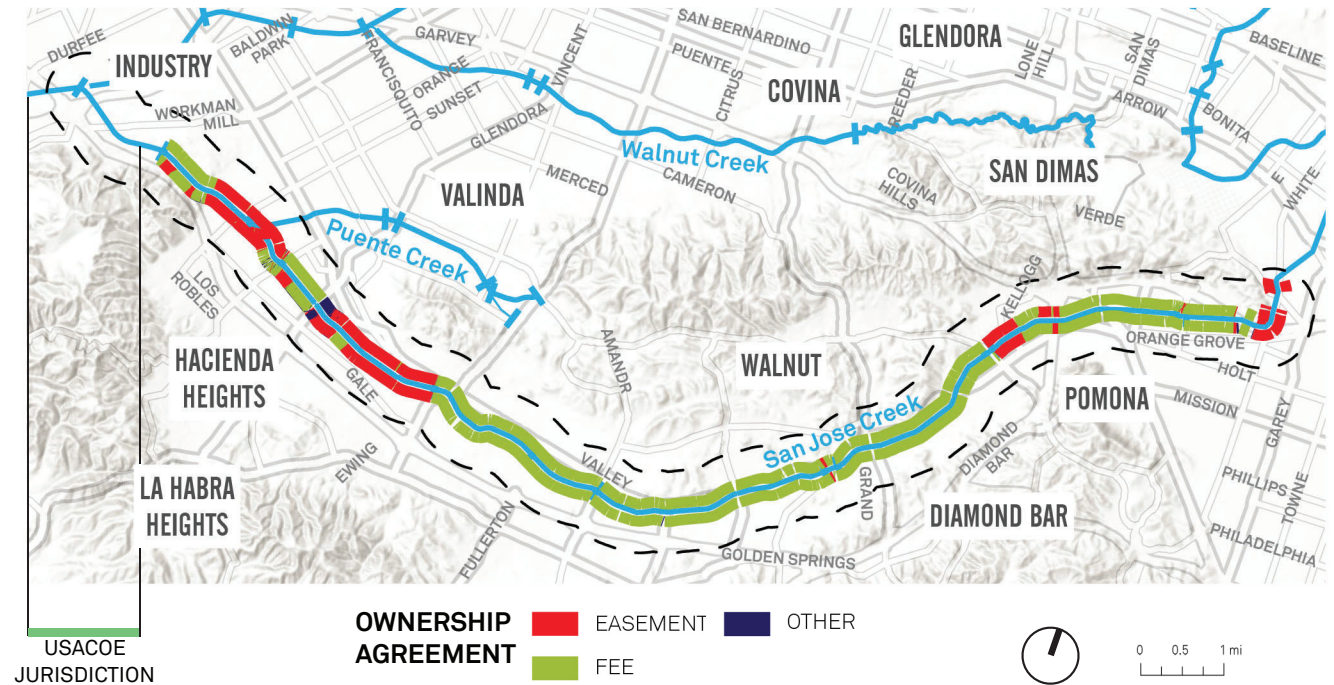 DURFEE
BALDWIN
PARK
GARVEY
SAN BERNARDINO
GLENDORA
SAN
DIMAS
LONE
HILL
BASELINE
INDUSTRY
FRANCISQUITO
ORANGE
SUNSET
VINCENT
PUENTE
CITRUS
COVINA
REEDER
ARROW
BONITA
WORKMAN
MILL
GLENDORA
Walnut Creek
MERCED
CAMERON
COVINA
HILLS
SAN DIMAS
E
WHITE
VALINDA
VERDE
Puente Creek
LOS
ROBLES
KELLOGG
HACIENDA
HEIGHTS
GALE
AMANDR
WALNUT
ORANGE GROVE
HOLT
POMONA
MISSION
GAREY
San Jose Creek
EWING
VALLEY
GRAND
DIAMOND
BAR
LA HABRA
HEIGHTS
FULLERTON
DIAMOND BAR
PHILLIPS
TOWNE
GOLDEN SPRINGS
PHILADELPHIA
USACOE
JURISDICTION
OWNERSHIP
AGREEMENT
EASEMENT
OTHER
FEE
0 0.5 1 mi